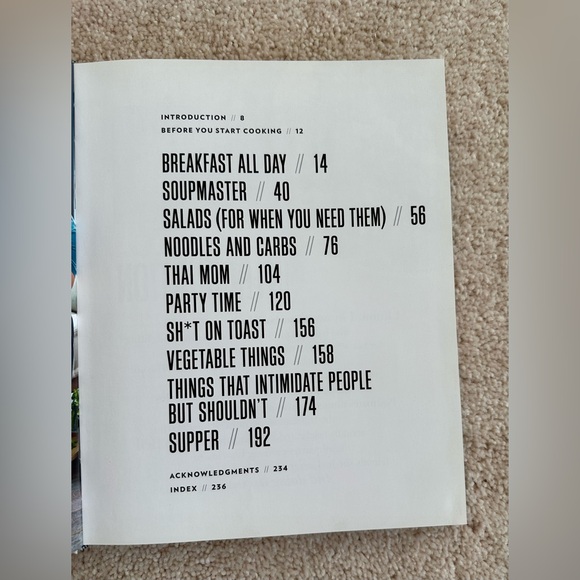 INTRODUCTION // 8
BEFORE YOU START COOKING // 12
BREAKFAST ALL DAY // 14
SOUPMASTER // 40
SALADS (FOR WHEN YOU NEED THEM) // 56
NOODLES AND CARBS // 76
THAI MOM // 104
PARTY TIME // 120
SH*T ON TOAST // 156
VEGETABLE THINGS // 158
THINGS THAT INTIMIDATE PEOPLE
BUT SHOULDN'T // 174
SUPPER // 192
ACKNOWLEDGMENTS // 234
INDEX // 236